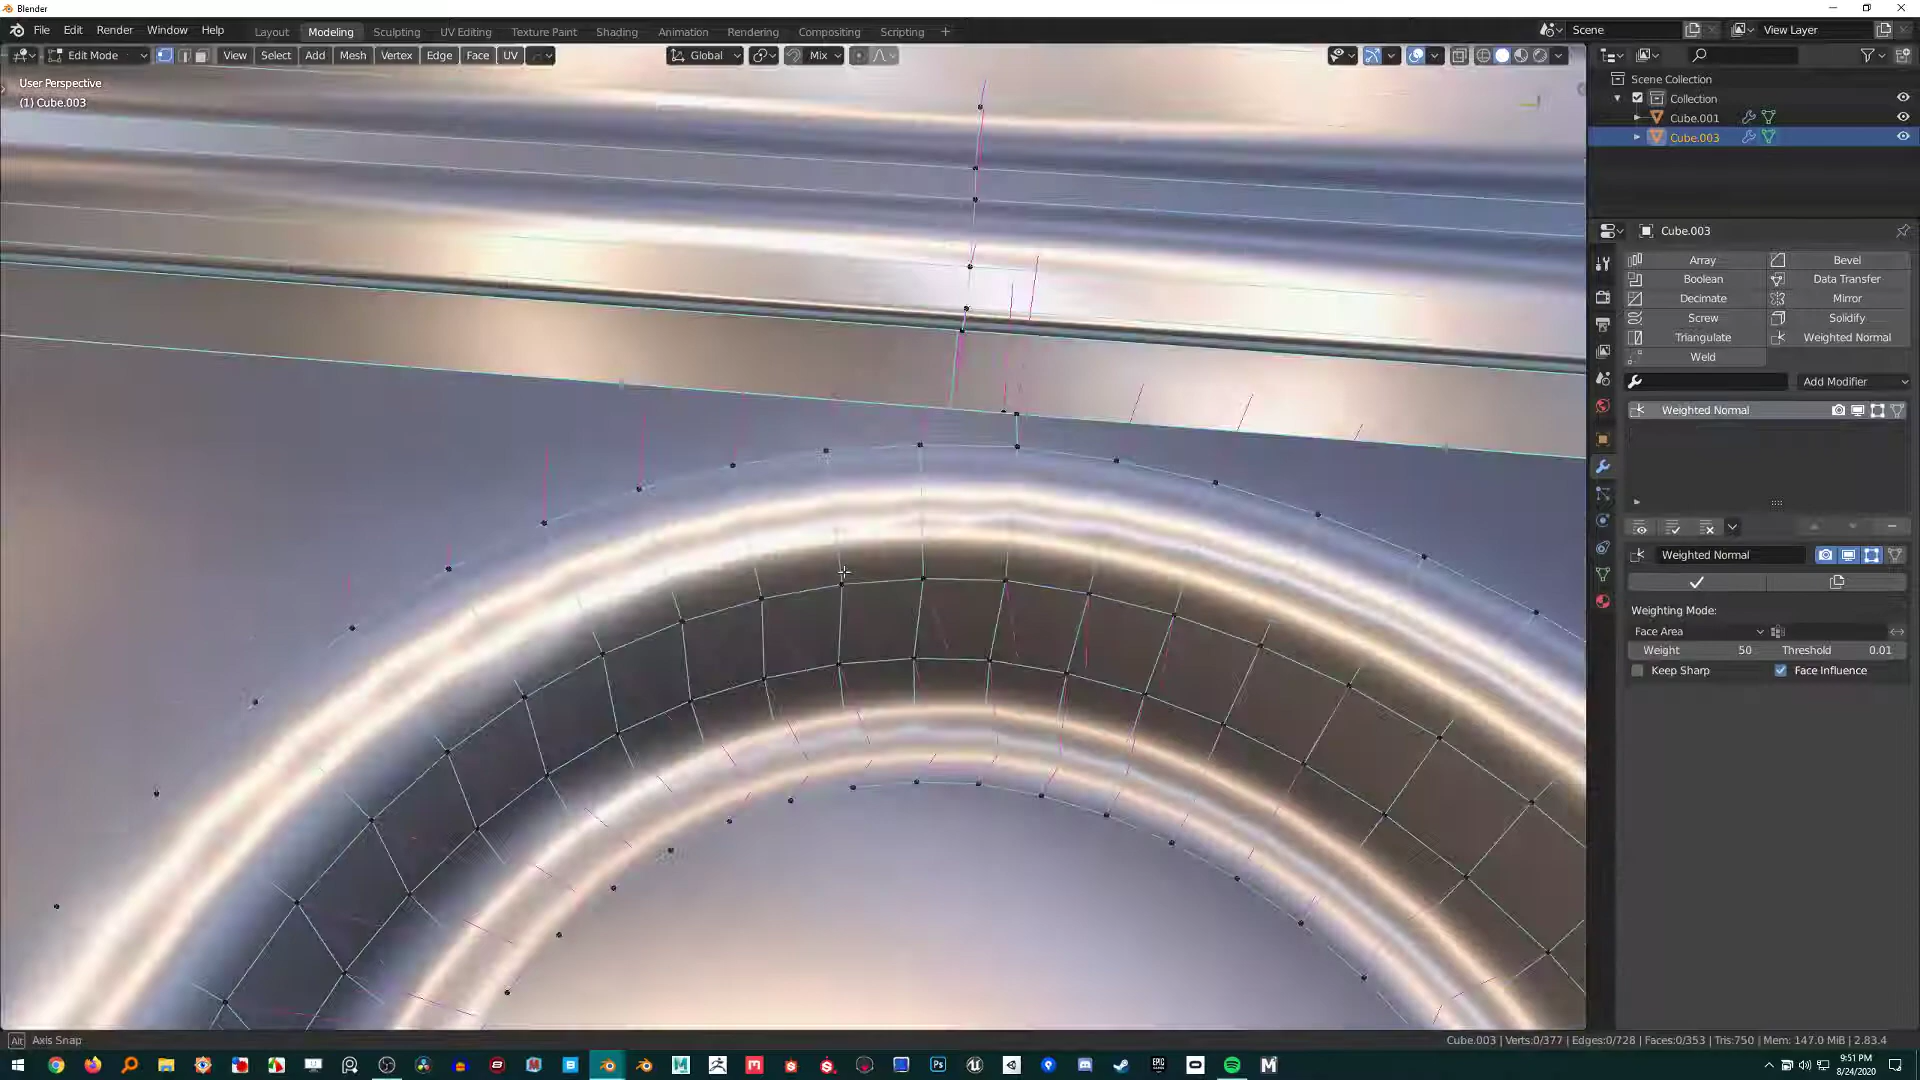 Blender
File Edit Render Window Help
Layout Modeling Sculpting UV Editing Texture Paint Shading Animation Rendering Compositing Scripting +
Scene
View Layer
Edit Mode
View Select Add Mesh Vertex Edge Face UV
Global
Mix
User Perspective
(1) Cube.003
Scene Collection
Collection
Cube.001
Cube.003
Cube.003
Array
Bevel
Boolean
Data Transfer
Decimate
Mirror
Screw
Solidify
Triangulate
Weighted Normal
Weld
Add Modifier
Weighted Normal
Weighted Normal
Weighting Mode:
Face Area
Weight 50
Threshold 0.01
Keep Sharp
Face Influence
Alt Axis Snap
Cube.003 | Verts:0/377 | Edges:0/728 | Faces:0/353 | Tris:750 | Mem: 147.0 MiB | 2.83.4
9:51 PM
8/24/2020